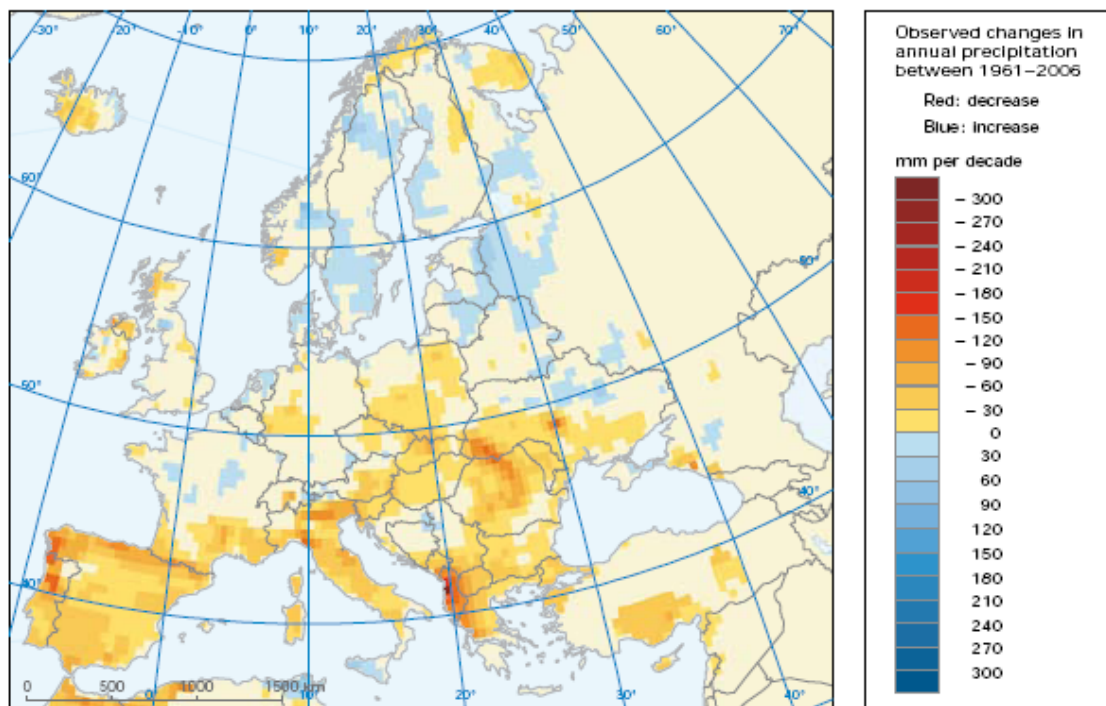 -30° -20° -10° 0° 10° 20° 30° 40° 50° 60° 70°
60°
50°
50°
40°
40°
0 500 1000 1500 km
0° 10° 20° 30° 40°
Observed changes in
annual precipitation
between 1961–2006
Red: decrease
Blue: increase
mm per decade
– 300
– 270
– 240
– 210
– 180
– 150
– 120
– 90
– 60
– 30
0
30
60
90
120
150
180
210
240
270
300